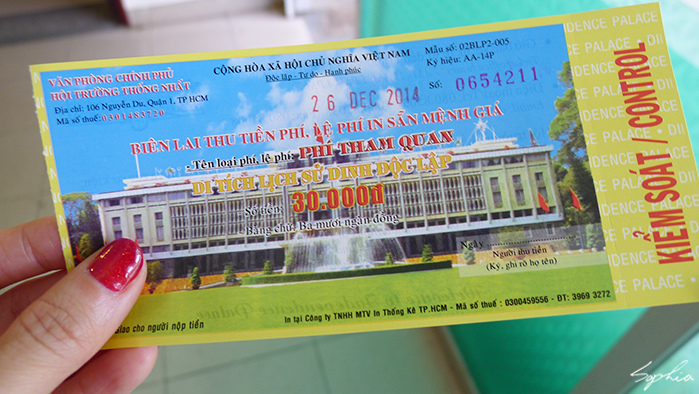 VĂN PHÒNG CHÍNH PHỦ
HỘI TRƯỜNG THỐNG NHẤT
Địa chỉ: 106 Nguyễn Du, Quận 1, TP.HCM
Mã số thuế: 0301483720
CỘNG HÒA XÃ HỘI CHỦ NGHĨA VIỆT NAM
Độc lập - Tự do - Hạnh phúc
Mẫu số: 02BLP2-005
Ký hiệu: AA-14P
Số: 0654211
26 DEC 2014
BIÊN LAI THU TIỀN PHÍ, LỆ PHÍ IN SẴN MỆNH GIÁ
Tên loại phí, lệ phí: PHÍ THAM QUAN
DI TÍCH LỊCH SỬ DINH ĐỘC LẬP
Số tiền: 30.000đ
Bằng chữ: Ba mươi ngàn đồng
Ngày
Người thu tiền
(Ký, ghi rõ họ tên)
giao cho người nộp tiền
In tại Công ty TNHH MTV In Thống Kê TP.HCM - Mã số thuế : 0300459556 - ĐT: 3969 3272
KIỂM SOÁT / CONTROL
DENCE PALACE
Independence Palace
Sophia